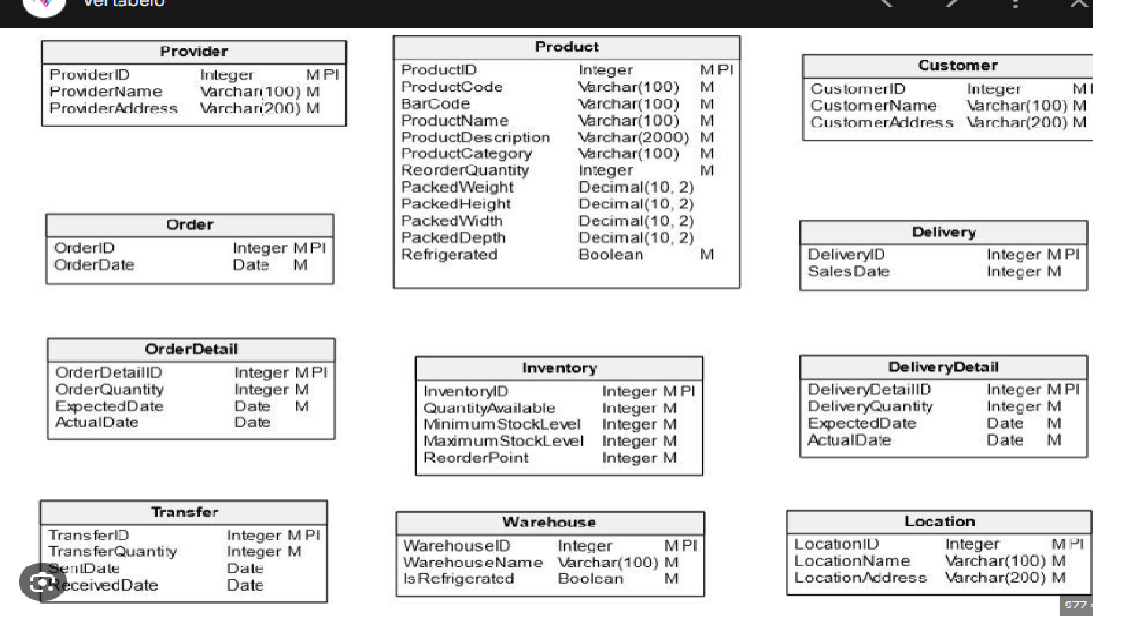 Vertabelo
Provider
ProviderID Integer M PI
ProviderName Varchar(100) M
ProviderAddress Varchar(200) M
Product
ProductID Integer M PI
ProductCode Varchar(100) M
BarCode Varchar(100) M
ProductName Varchar(100) M
ProductDescription Varchar(2000) M
ProductCategory Varchar(100) M
ReorderQuantity Integer M
PackedWeight Decimal(10, 2)
PackedHeight Decimal(10, 2)
PackedWidth Decimal(10, 2)
PackedDepth Decimal(10, 2)
Refrigerated Boolean M
Customer
CustomerID Integer M
CustomerName Varchar(100) M
CustomerAddress Varchar(200) M
Order
OrderID Integer M PI
OrderDate Date M
Delivery
DeliveryID Integer M PI
SalesDate Integer M
OrderDetail
OrderDetailID Integer M PI
OrderQuantity Integer M
ExpectedDate Date M
ActualDate Date
Inventory
InventoryID Integer M PI
QuantityAvailable Integer M
MinimumStockLevel Integer M
MaximumStockLevel Integer M
ReorderPoint Integer M
DeliveryDetail
DeliveryDetailID Integer M PI
DeliveryQuantity Integer M
ExpectedDate Date M
ActualDate Date M
Transfer
TransferID Integer M PI
TransferQuantity Integer M
SentDate Date
ReceivedDate Date
Warehouse
WarehouseID Integer M PI
WarehouseName Varchar(100) M
IsRefrigerated Boolean M
Location
LocationID Integer M PI
LocationName Varchar(100) M
LocationAddress Varchar(200) M